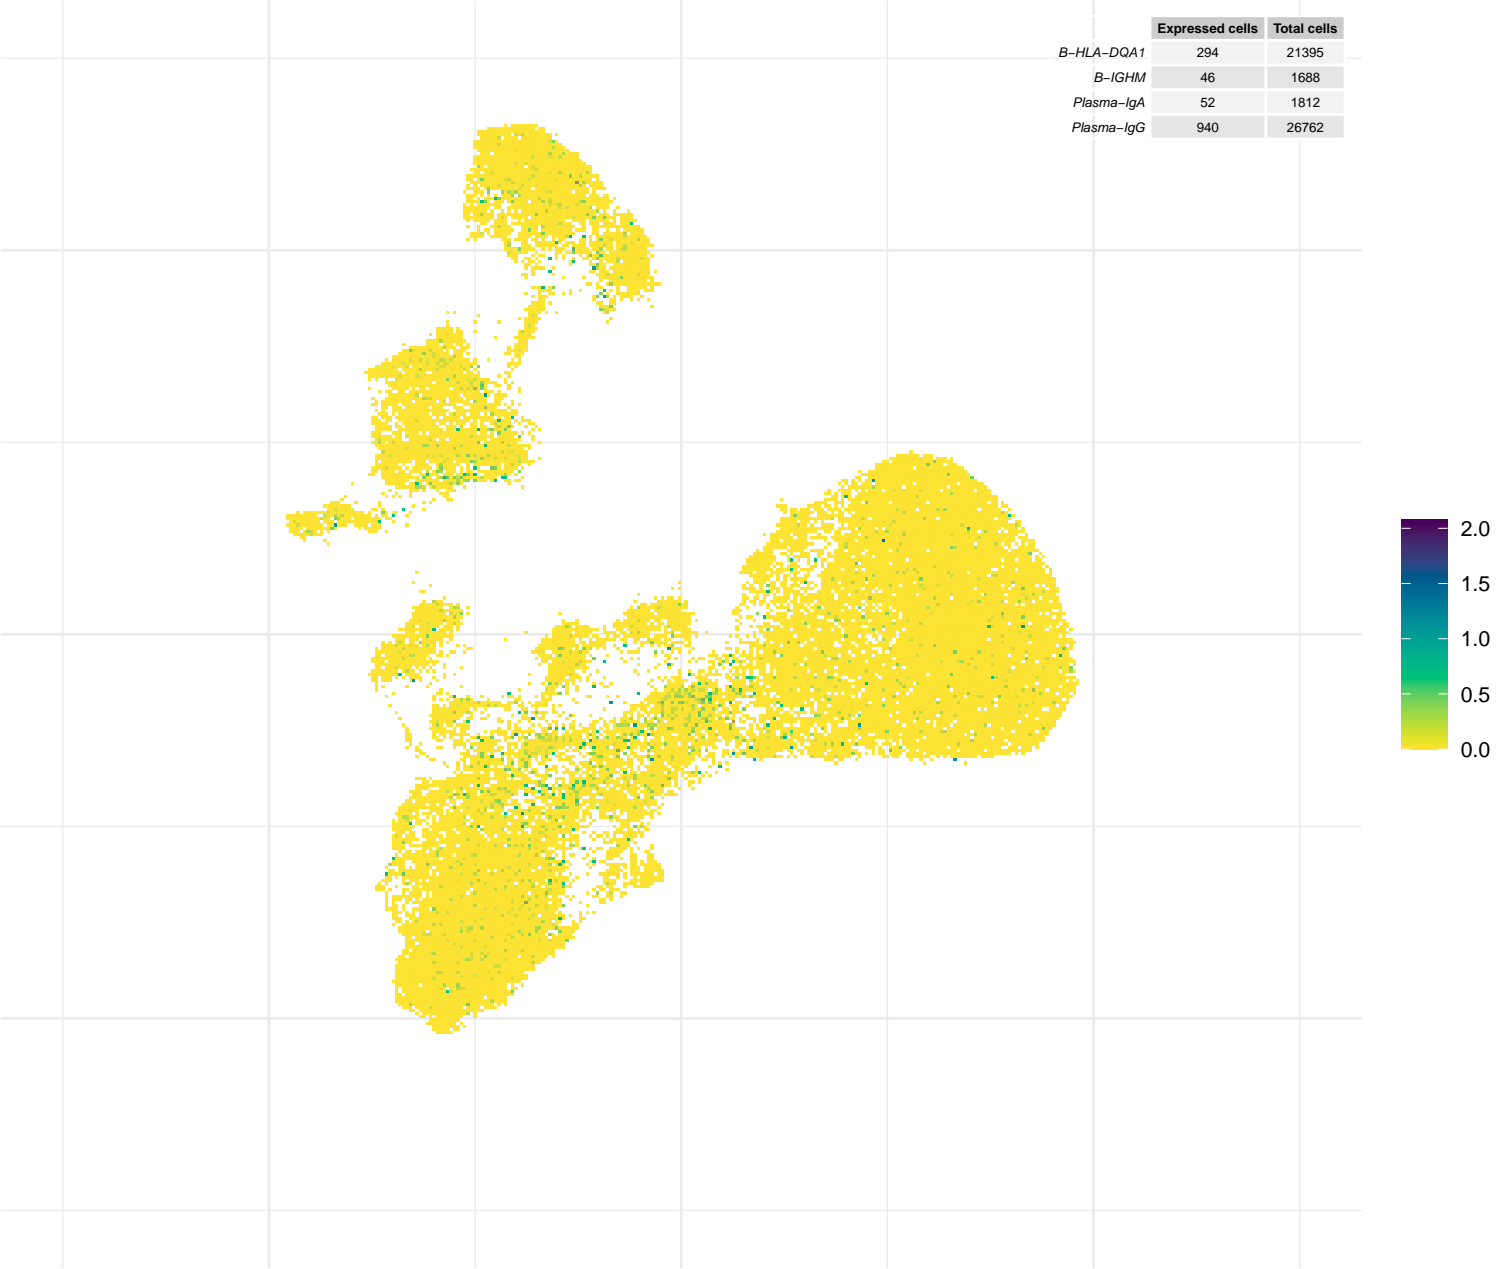 Expressed cells Total cells
B−HLA−DQA1 294 21395
B−IGHM 46 1688
Plasma−IgA 52 1812
Plasma−IgG 940 26762
2.0
1.5
1.0
0.5
0.0